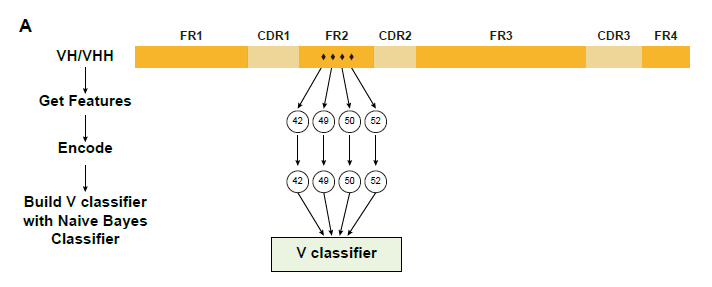 A
FR1 CDR1 FR2 CDR2 FR3 CDR3 FR4
VH/VHH
Get Features
42 49 50 52
Encode
42 49 50 52
Build V classifier
with Naive Bayes
Classifier
V classifier